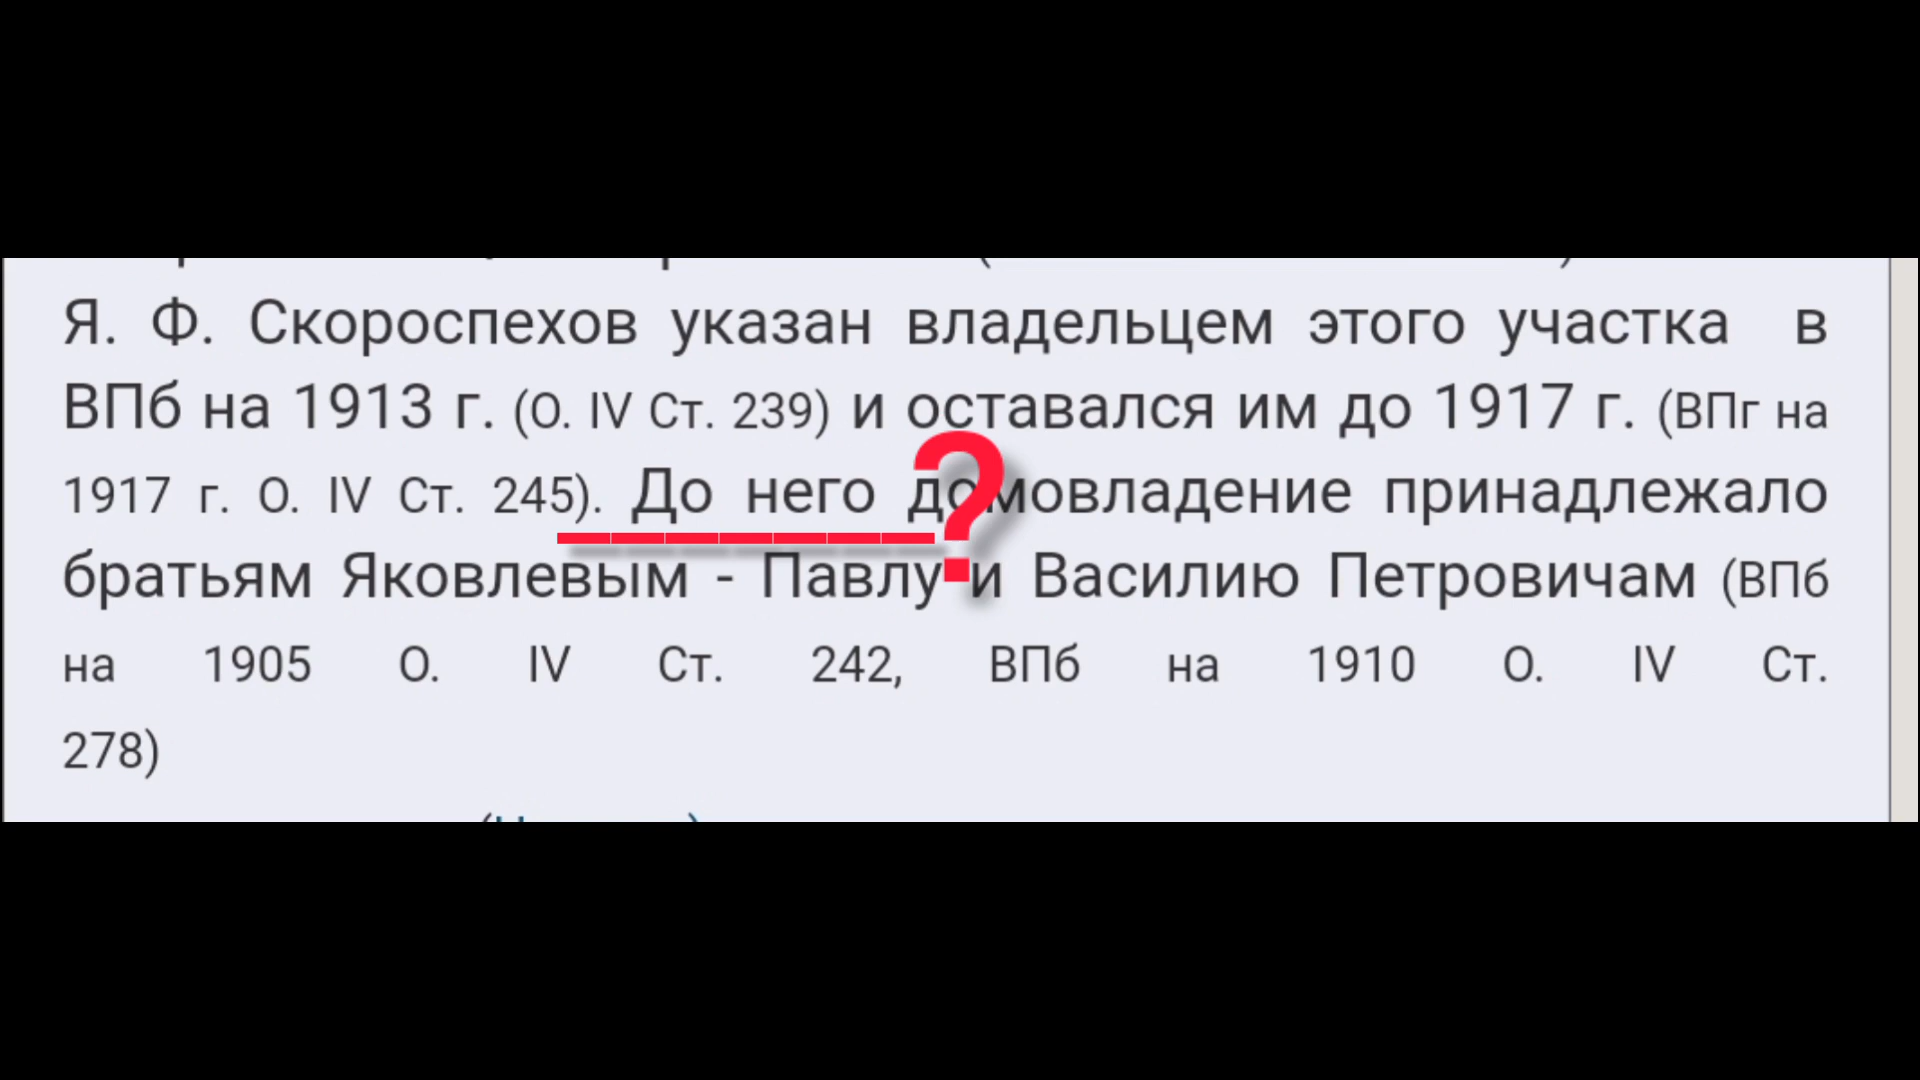 Я. Ф. Скороспехов указан владельцем этого участка в
ВПб на 1913 г. (О. IV Ст. 239) и оставался им до 1917 г. (ВПг на
1917 г. О. IV Ст. 245). До него домовладение принадлежало
?
братьям Яковлевым - Павлу и Василию Петровичам (ВПб
на 1905 О. IV Ст. 242, ВПб на 1910 О. IV Ст.
278)